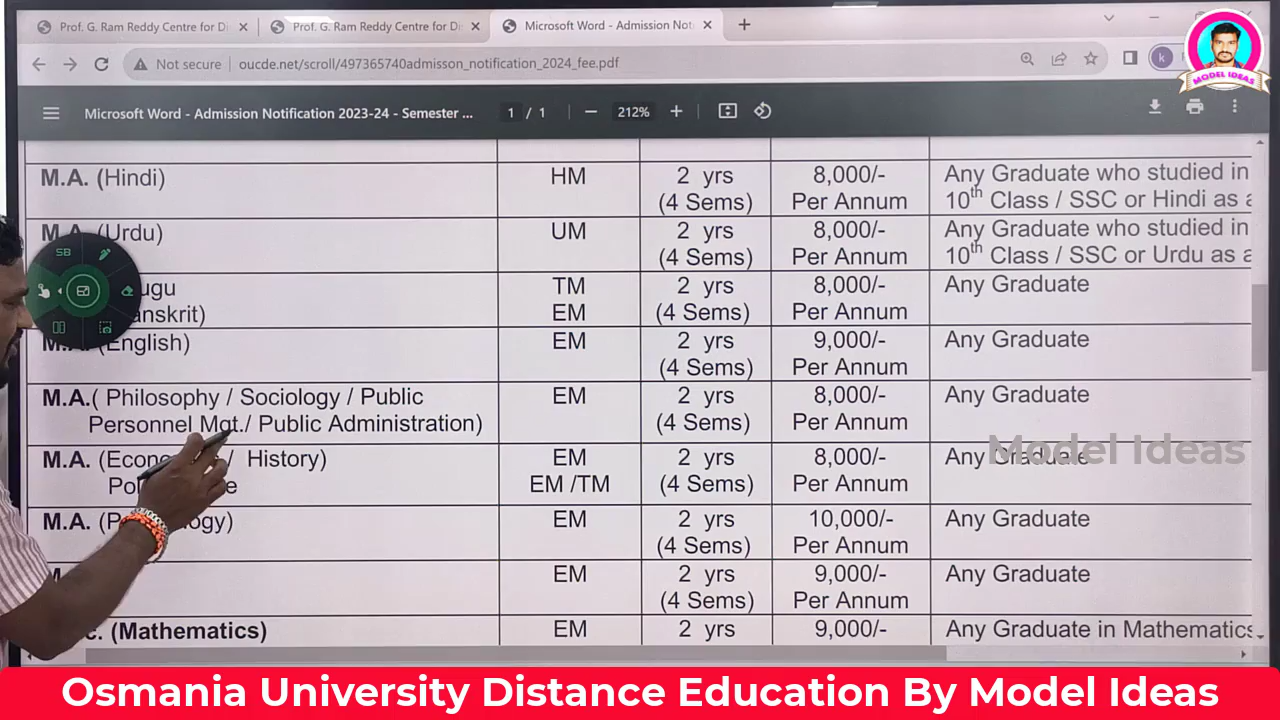 Prof. G. Ram Reddy Centre for Di
Prof. G. Ram Reddy Centre for Di
Microsoft Word - Admission Not
Not secure
oucde.net/scroll/497365740admisson_notification_2024_fee.pdf
k
MODEL IDEAS
Microsoft Word - Admission Notification 2023-24 - Semester ...
1 / 1
212%
M.A. (Hindi) HM 2 yrs 8,000/- Any Graduate who studied in
(4 Sems) Per Annum 10th Class / SSC or Hindi as a
M.A. (Urdu) UM 2 yrs 8,000/- Any Graduate who studied in
(4 Sems) Per Annum 10th Class / SSC or Urdu as a
SB
TM 2 yrs 8,000/- Any Graduate
EM (4 Sems) Per Annum
M.A. (English) EM 2 yrs 9,000/- Any Graduate
(4 Sems) Per Annum
M.A.( Philosophy / Sociology / Public EM 2 yrs 8,000/- Any Graduate
Personnel Mgt./ Public Administration) (4 Sems) Per Annum
M.A. ( / History) EM 2 yrs 8,000/- Any Graduate
EM /TM (4 Sems) Per Annum
Model Ideas
M.A. EM 2 yrs 10,000/- Any Graduate
(4 Sems) Per Annum
EM 2 yrs 9,000/- Any Graduate
(4 Sems) Per Annum
(Mathematics) EM 2 yrs 9,000/- Any Graduate in Mathematics
Osmania University Distance Education By Model Ideas